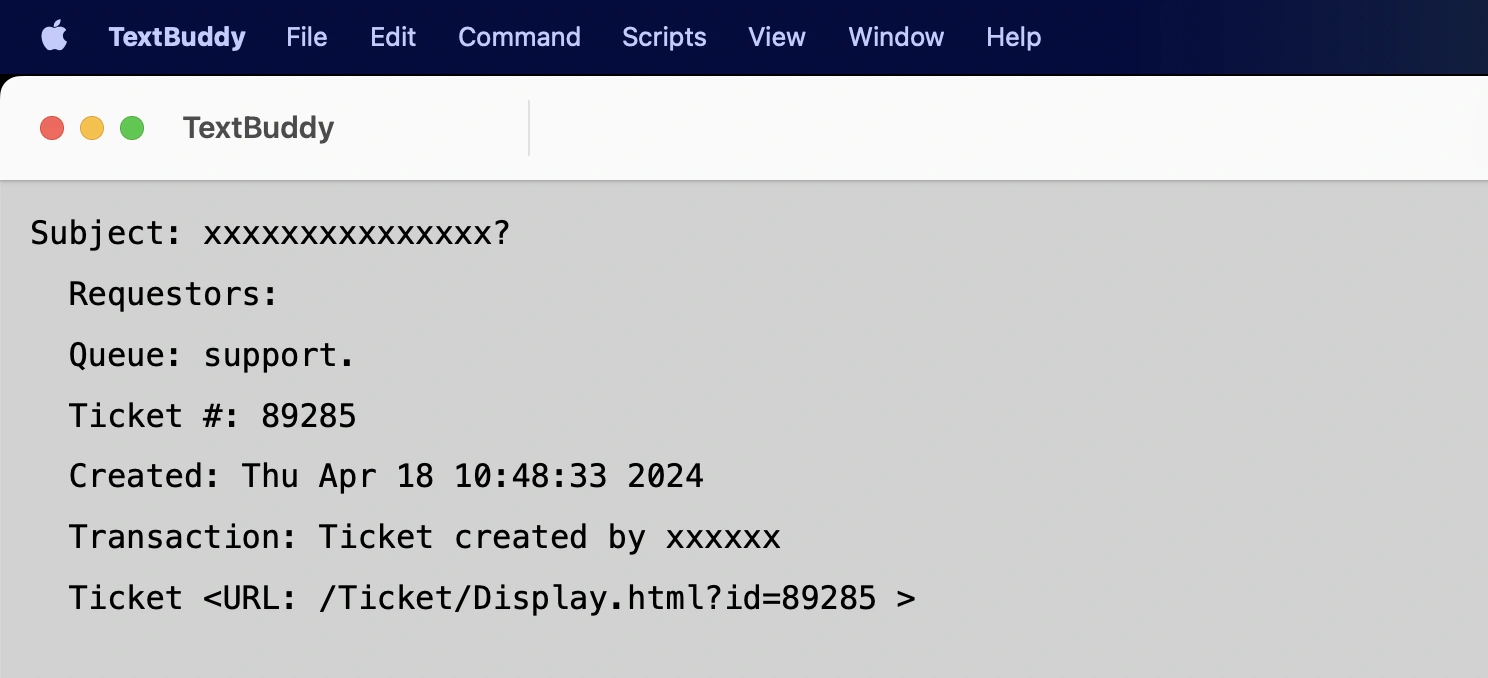 TextBuddy File Edit Command Scripts View Window Help
TextBuddy
Subject: xxxxxxxxxxxxxxx?
Requestors:
Queue: support.
Ticket #: 89285
Created: Thu Apr 18 10:48:33 2024
Transaction: Ticket created by xxxxxx
Ticket <URL: /Ticket/Display.html?id=89285 >